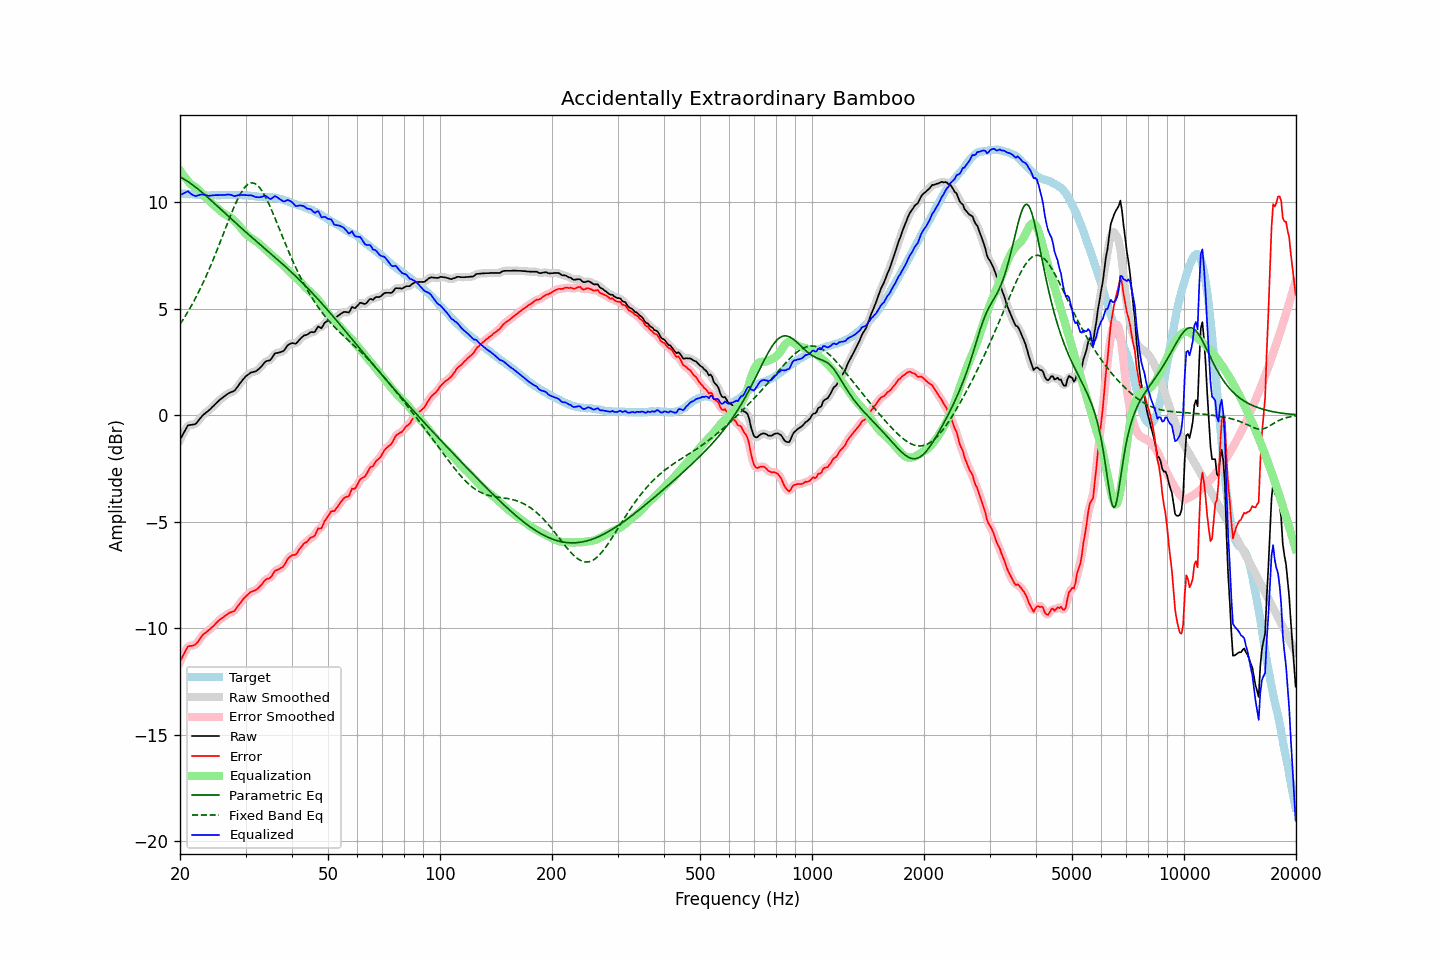 Accidentally Extraordinary Bamboo
Amplitude (dBr)
10
5
0
−5
−10
−15
−20
Target
Raw Smoothed
Error Smoothed
Raw
Error
Equalization
Parametric Eq
Fixed Band Eq
Equalized
20 50 100 200 500 1000 2000 5000 10000 20000
Frequency (Hz)